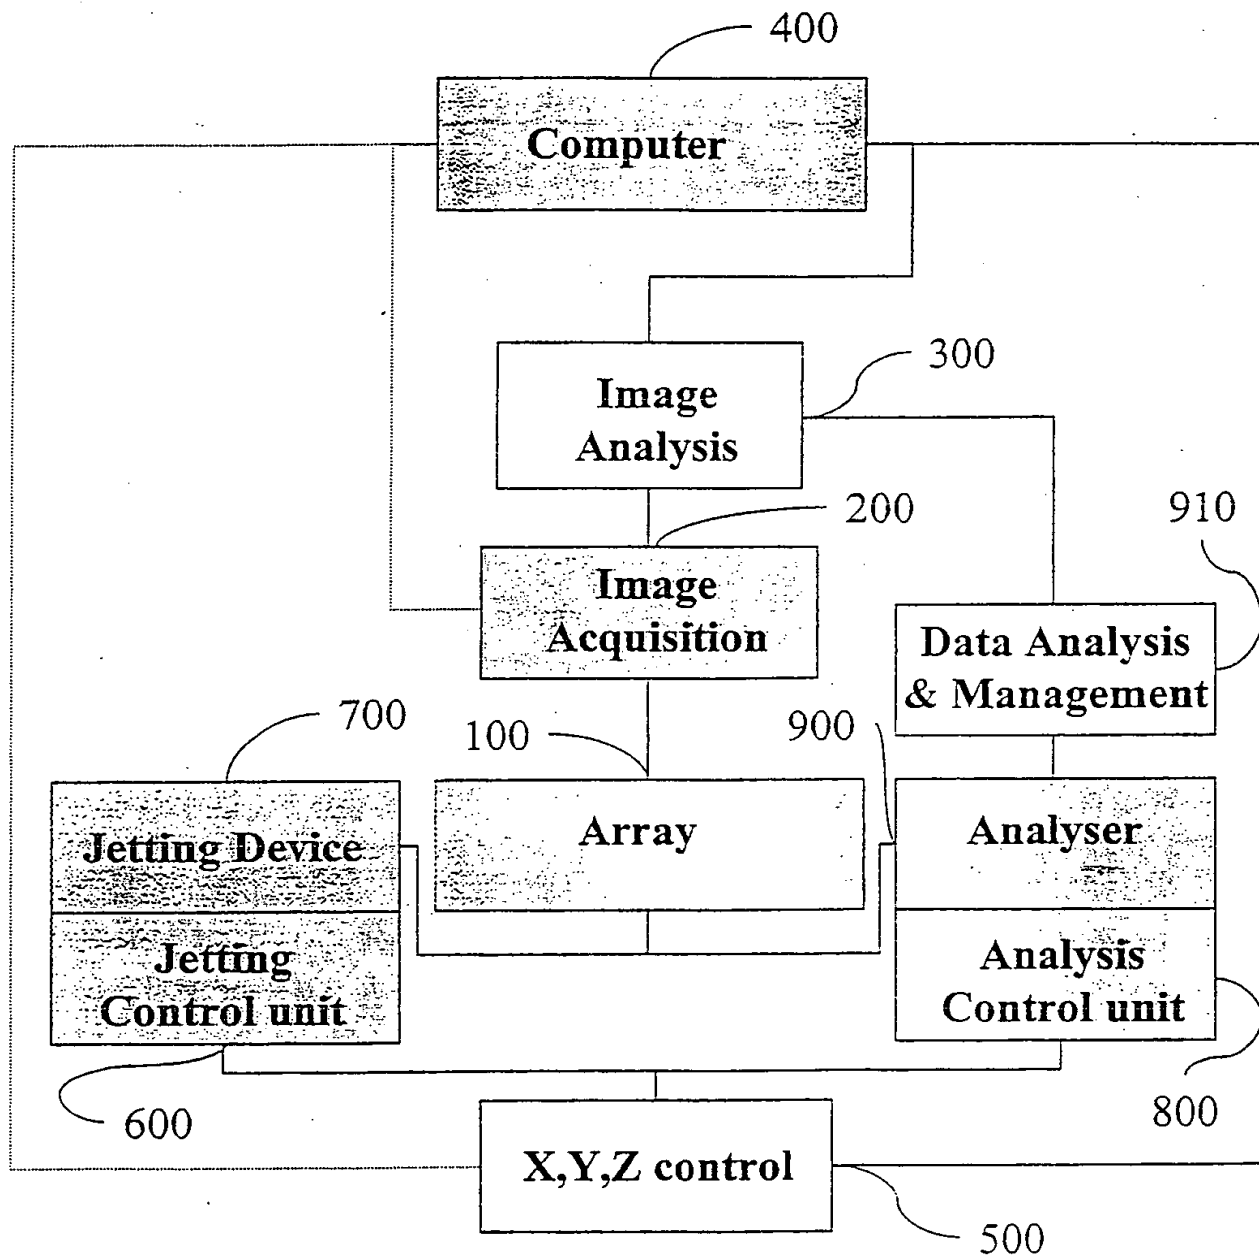 400
Computer
300
Image
Analysis
200
910
Image
Acquisition
Data Analysis
& Management
700
100
900
Jetting Device
Array
Analyser
Jetting
Control unit
Analysis
Control unit
600
800
X,Y,Z control
500